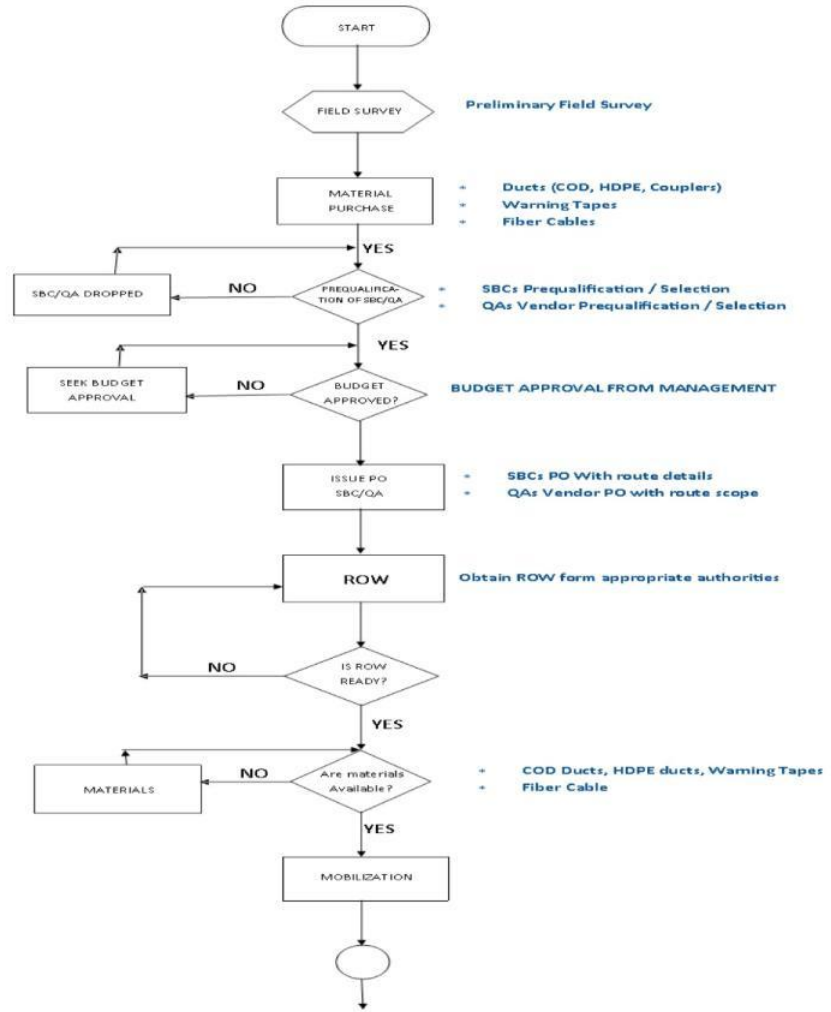 START
FIELD SURVEY
Preliminary Field Survey
MATERIAL
PURCHASE
* Ducts (COD, HDPE, Couplers)
* Warning Tapes
* Fiber Cables
YES
SBC/QA DROPPED
NO
PREQUALIFICA-
TION OF SBC/QA
* SBCs Prequalification / Selection
* QAs Vendor Prequalification / Selection
YES
SEEK BUDGET
APPROVAL
NO
BUDGET
APPROVED?
BUDGET APPROVAL FROM MANAGEMENT
ISSUE PO
SBC/QA
* SBCs PO With route details
* QAs Vendor PO with route scope
ROW
Obtain ROW form appropriate authorities
NO
IS ROW
READY?
YES
MATERIALS
NO
Are materials
Available?
* COD Ducts, HDPE ducts, Warning Tapes
* Fiber Cable
YES
MOBILIZATION